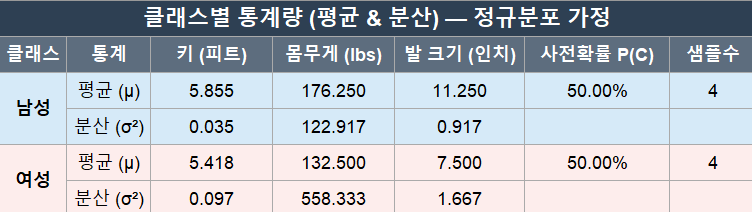 클래스별 통계량 (평균 & 분산) — 정규분포 가정
클래스 통계 키 (피트) 몸무게 (lbs) 발 크기 (인치) 사전확률 P(C) 샘플수
남성 평균 (μ) 5.855 176.250 11.250 50.00% 4
분산 (σ²) 0.035 122.917 0.917
여성 평균 (μ) 5.418 132.500 7.500 50.00% 4
분산 (σ²) 0.097 558.333 1.667